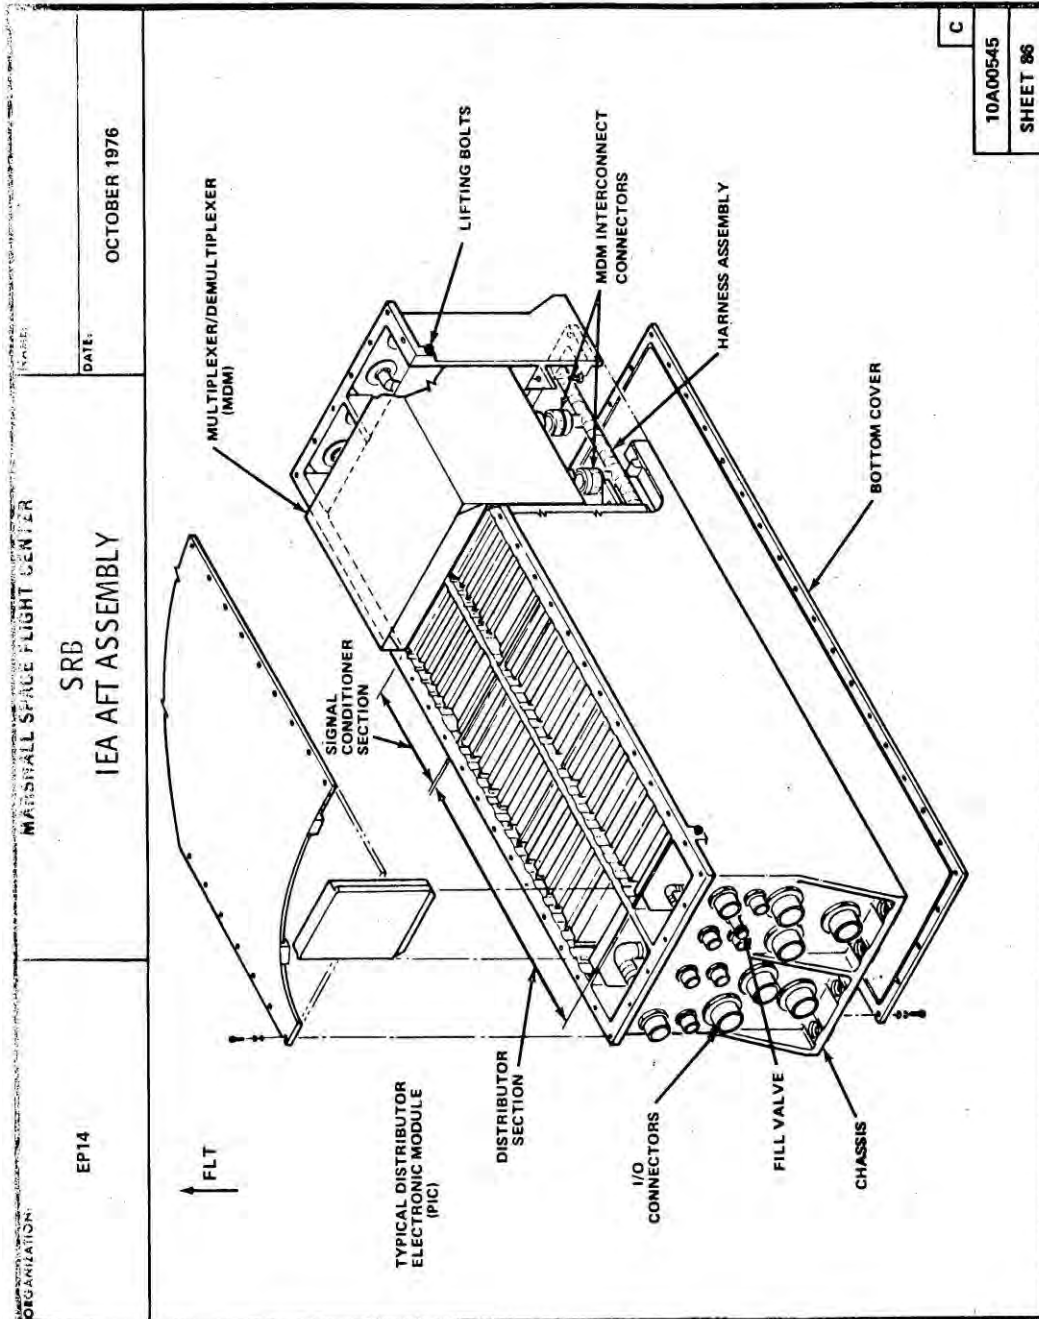 ORGANIZATION:
EP14
MARSHALL SPACE FLIGHT CENTER
SRB
IEA AFT ASSEMBLY
NAME:
DATE:
OCTOBER 1976
FLT
TYPICAL DISTRIBUTOR
ELECTRONIC MODULE
(PIC)
SIGNAL
CONDITIONER
SECTION
MULTIPLEXER/DEMULTIPLEXER
(MDM)
LIFTING BOLTS
MDM INTERCONNECT
CONNECTORS
HARNESS ASSEMBLY
DISTRIBUTOR
SECTION
I/O
CONNECTORS
FILL VALVE
CHASSIS
BOTTOM COVER
C
10A00545
SHEET 86